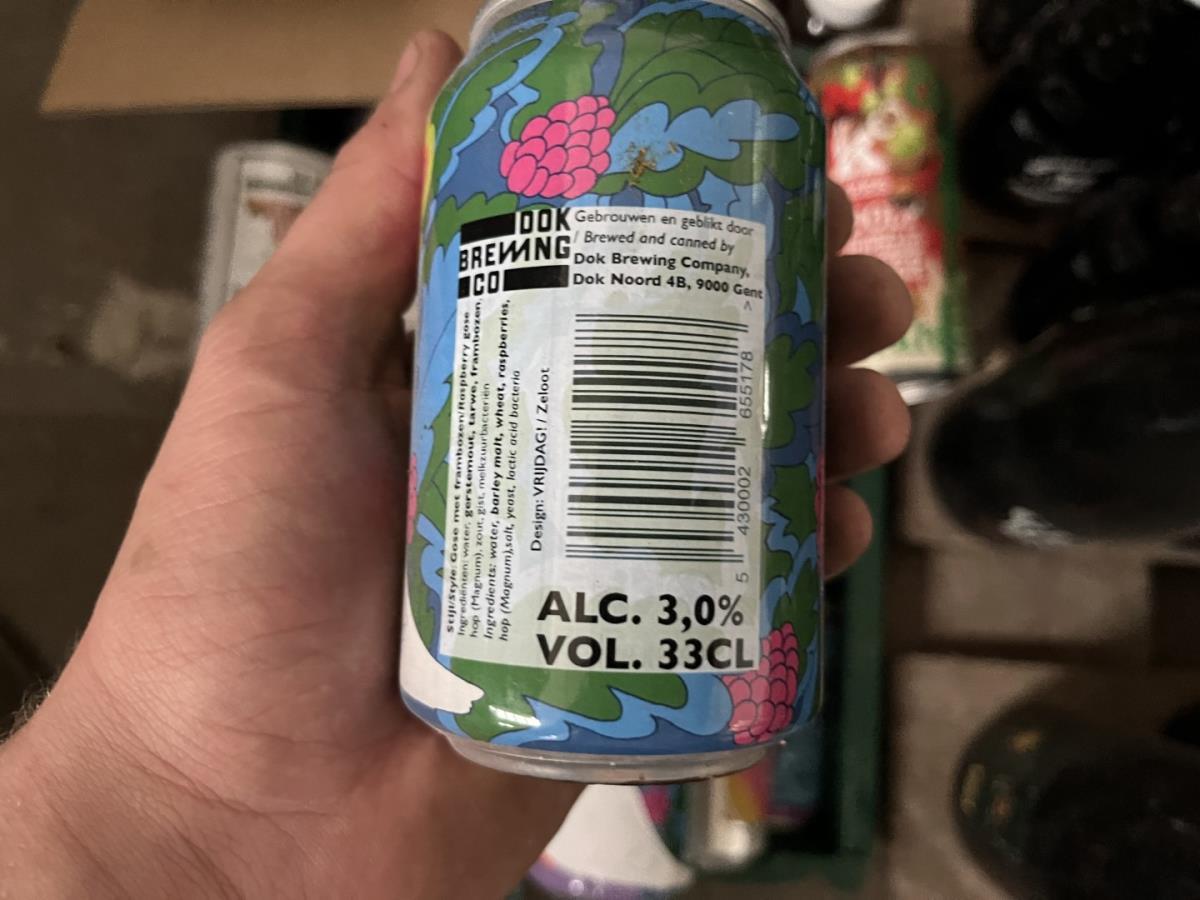 DOK
BREWING
CO
Gebrouwen en geblikt door
/ Brewed and canned by
Dok Brewing Company,
Dok Noord 4B, 9000 Gent
Stijl/Style: Gose met frambozen/Raspberry gose
Ingrediënten: water, gerstemout, tarwe, frambozen,
hop (Magnum), zout, gist, melkzuurbacteriën
Ingredients: water, barley malt, wheat, raspberries,
hop (Magnum),salt, yeast, lactic acid bacteria
Design: VRIJDAG! / Zeloot
5 430002 655178 >
ALC. 3,0%
VOL. 33CL